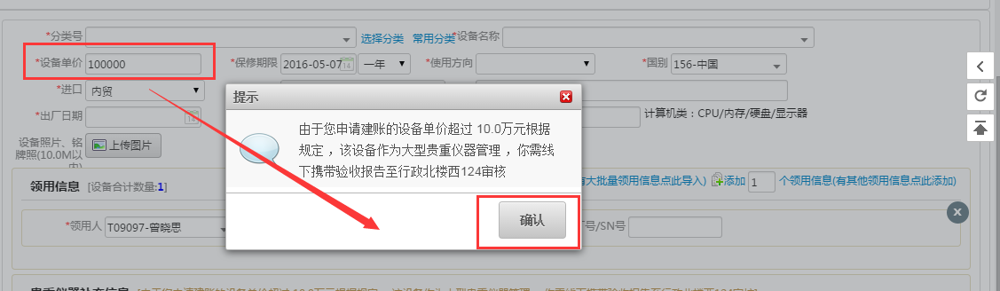 *分类号 选择分类 常用分类 *设备名称
*设备单价 100000 *保修期限 2016-05-07 一年 *使用方向 *国别 156-中国
*进口 内贸
*出厂日期 计算机类：CPU/内存/硬盘/显示器
设备照片、铭
牌照(10.0M以
内)
上传图片
提示
由于您申请建账的设备单价超过 10.0万元根据
规定 ，该设备作为大型贵重仪器管理 ，你需线
下携带验收报告至行政北楼西124审核
确认
领用信息 [设备合计数量:1] 有大批量领用信息点此导入) 添加 1 个领用信息(有其他领用信息点此添加)
*领用人 T09097-曾晓思 号/SN号